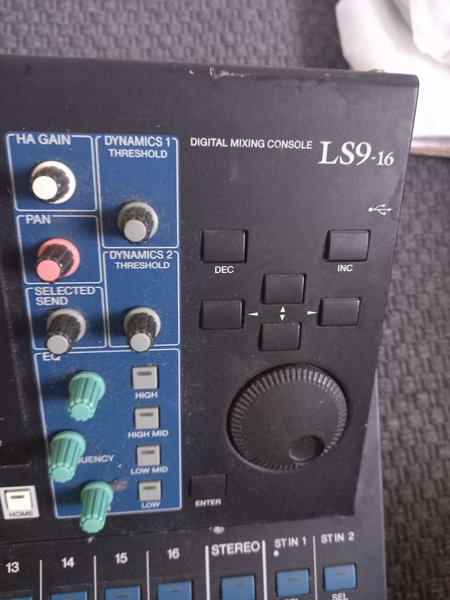 HA GAIN
DYNAMICS 1
THRESHOLD
DIGITAL MIXING CONSOLE LS9-16
PAN
DEC
INC
DYNAMICS 2
THRESHOLD
SELECTED
SEND
EQ
HIGH
HIGH MID
LOW MID
LOW
ENTER
HOME
13
14
15
16
STEREO
ST IN 1
ST IN 2
SEL